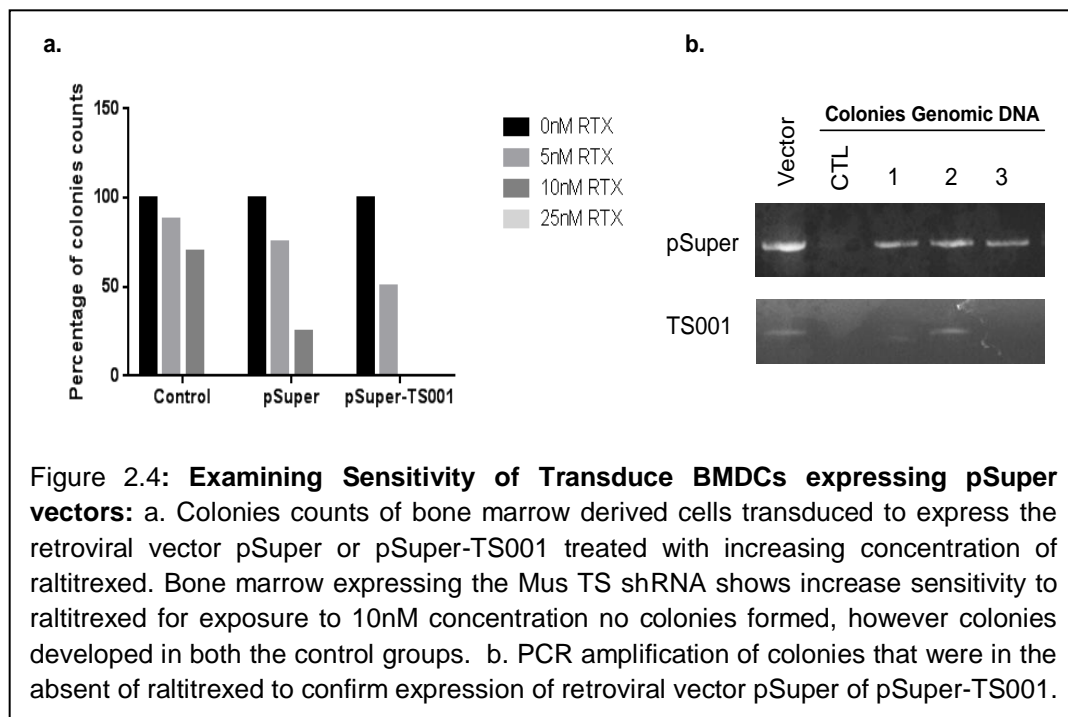 a.
b.
150
100
50
0
Percentage of colonies counts
Control
pSuper
pSuper-TS001
0nM RTX
5nM RTX
10nM RTX
25nM RTX
Colonies Genomic DNA
Vector
CTL
1
2
3
pSuper
TS001
Figure 2.4: Examining Sensitivity of Transduce BMDCs expressing pSuper
vectors: a. Colonies counts of bone marrow derived cells transduced to express the
retroviral vector pSuper or pSuper-TS001 treated with increasing concentration of
raltitrexed. Bone marrow expressing the Mus TS shRNA shows increase sensitivity to
raltitrexed for exposure to 10nM concentration no colonies formed, however colonies
developed in both the control groups. b. PCR amplification of colonies that were in the
absent of raltitrexed to confirm expression of retroviral vector pSuper of pSuper-TS001.